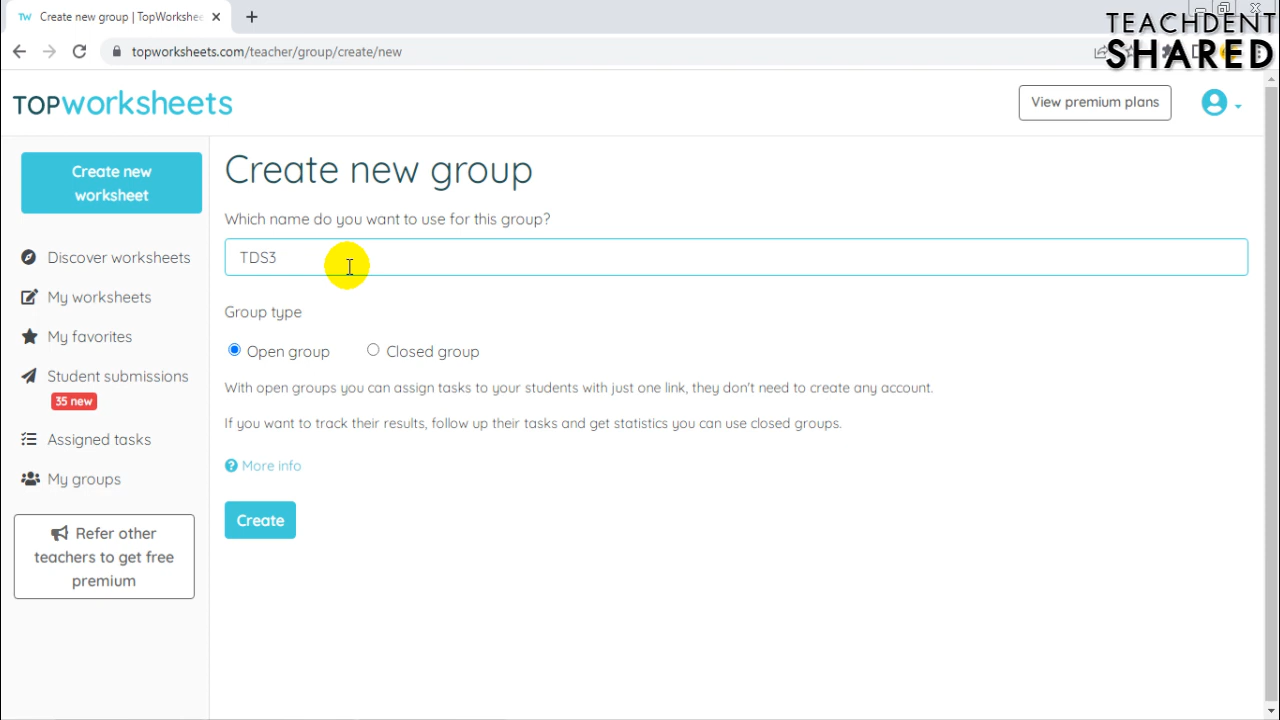 Create new group | TopWorkshee
topworksheets.com/teacher/group/create/new
TEACHDENT
SHARED
TOPworksheets
View premium plans
Create new
worksheet
Discover worksheets
My worksheets
My favorites
Student submissions
35 new
Assigned tasks
My groups
Refer other
teachers to get free
premium
Create new group
Which name do you want to use for this group?
TDS3
Group type
Open group
Closed group
With open groups you can assign tasks to your students with just one link, they don't need to create any account.
If you want to track their results, follow up their tasks and get statistics you can use closed groups.
More info
Create